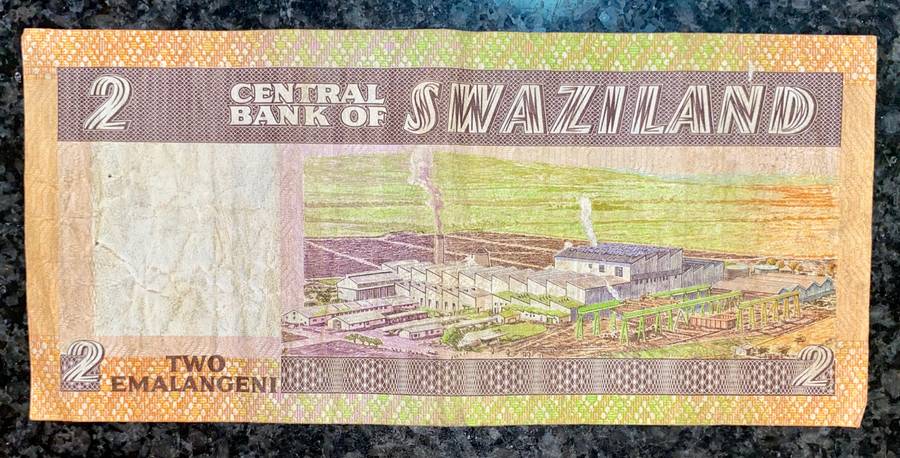 2
CENTRAL
BANK OF
SWAZILAND
2
TWO
EMALANGENI
2